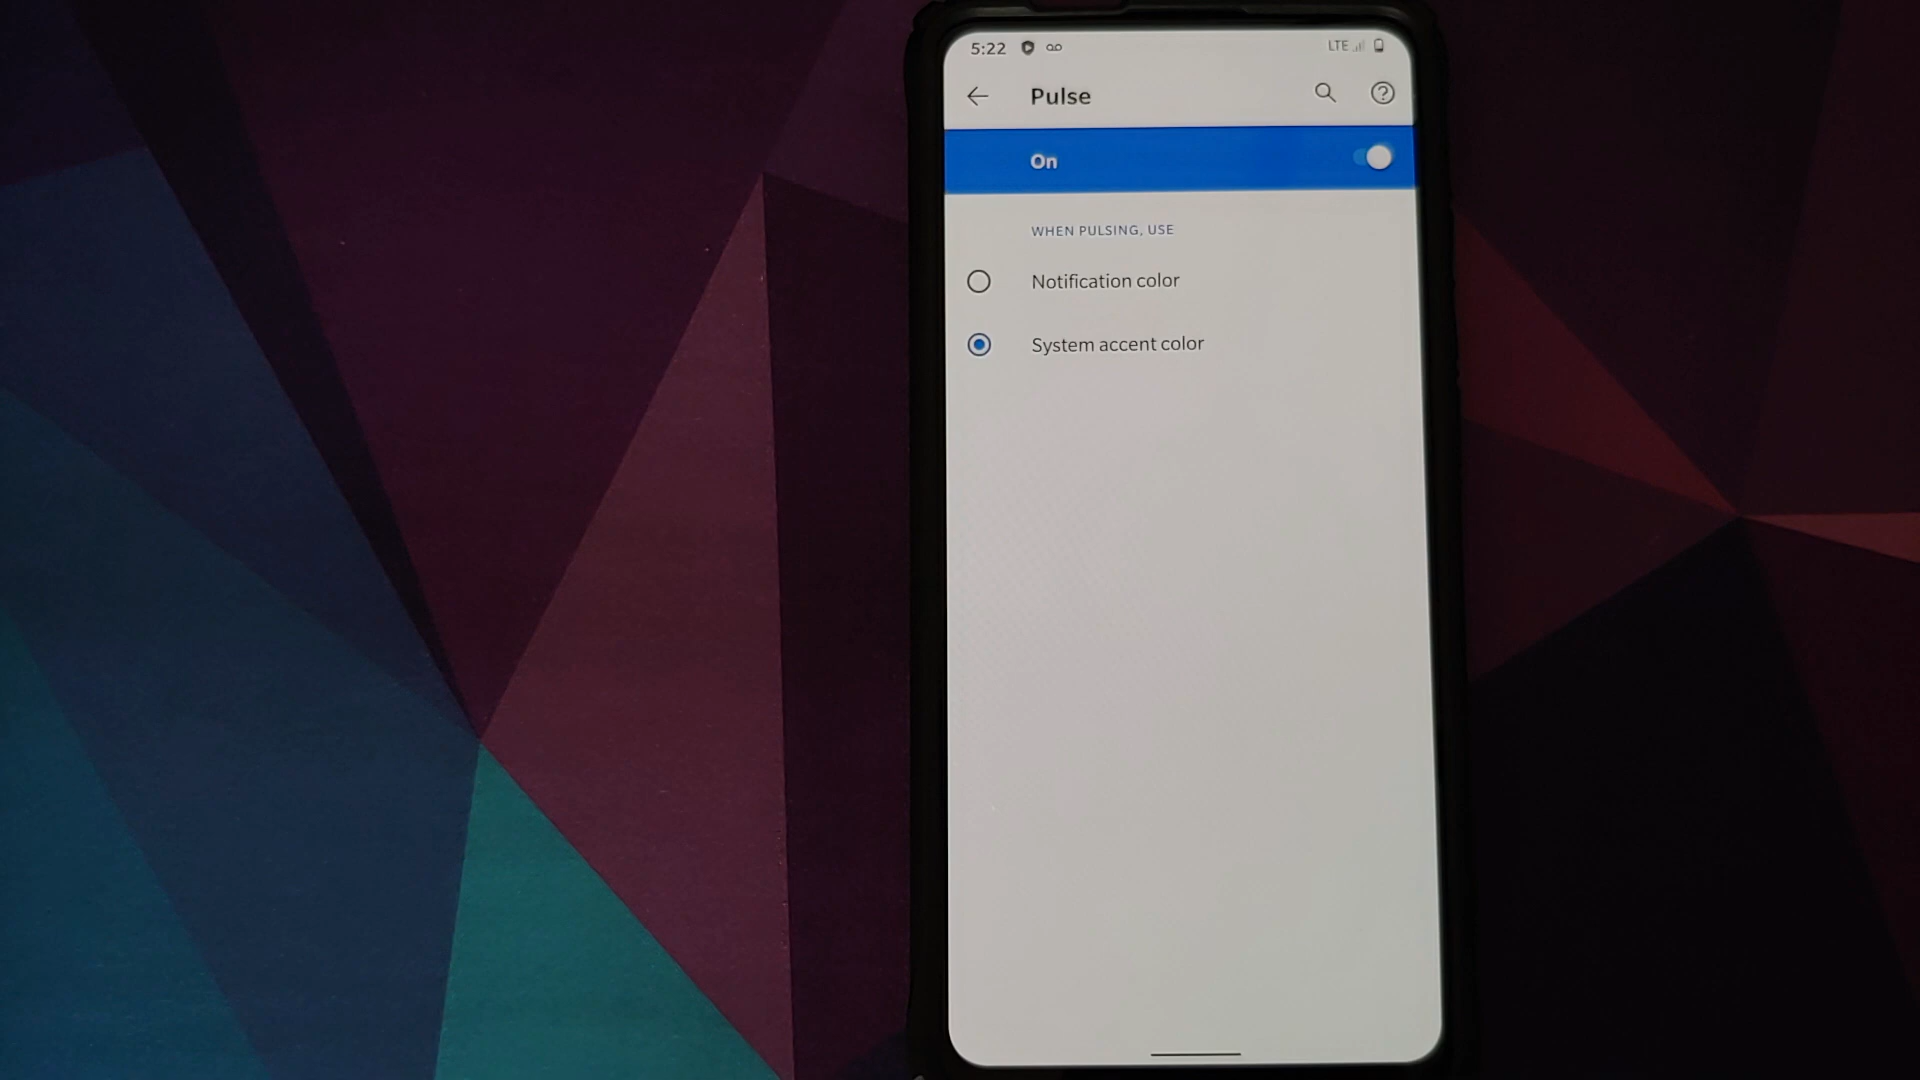 5:22 LTE
Pulse
On
WHEN PULSING, USE
Notification color
System accent color